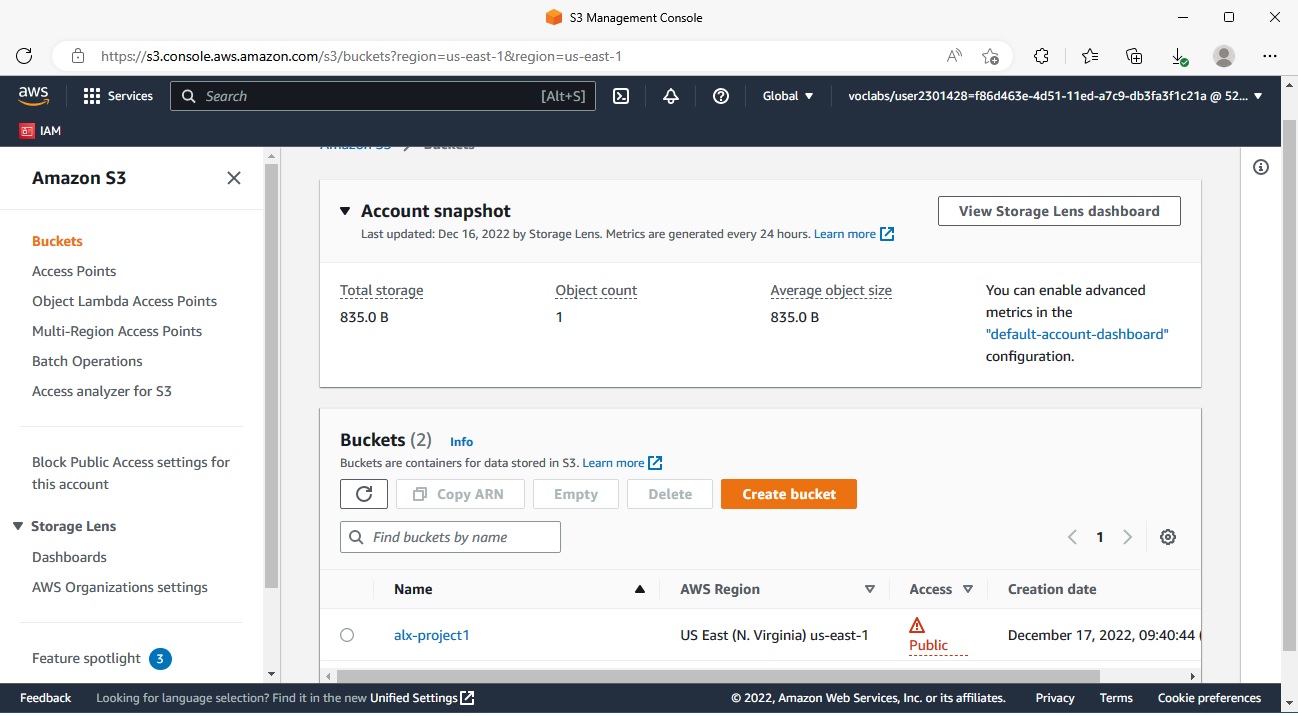 S3 Management Console
https://s3.console.aws.amazon.com/s3/buckets?region=us-east-1&region=us-east-1
aws
Services
Search
[Alt+S]
Global
voclabs/user2301428=f86d463e-4d51-11ed-a7c9-db3fa3f1c21a @ 52...
IAM
Amazon S3
Buckets
Access Points
Object Lambda Access Points
Multi-Region Access Points
Batch Operations
Access analyzer for S3
Block Public Access settings for
this account
Storage Lens
Dashboards
AWS Organizations settings
Feature spotlight 3
Amazon S3 > Buckets
Account snapshot
View Storage Lens dashboard
Last updated: Dec 16, 2022 by Storage Lens. Metrics are generated every 24 hours. Learn more
Total storage
835.0 B
Object count
1
Average object size
835.0 B
You can enable advanced
metrics in the
"default-account-dashboard"
configuration.
Buckets (2) Info
Buckets are containers for data stored in S3. Learn more
Copy ARN
Empty
Delete
Create bucket
Find buckets by name
1
Name
AWS Region
Access
Creation date
alx-project1
US East (N. Virginia) us-east-1
Public
December 17, 2022, 09:40:44 (
Feedback
Looking for language selection? Find it in the new Unified Settings
© 2022, Amazon Web Services, Inc. or its affiliates.
Privacy
Terms
Cookie preferences